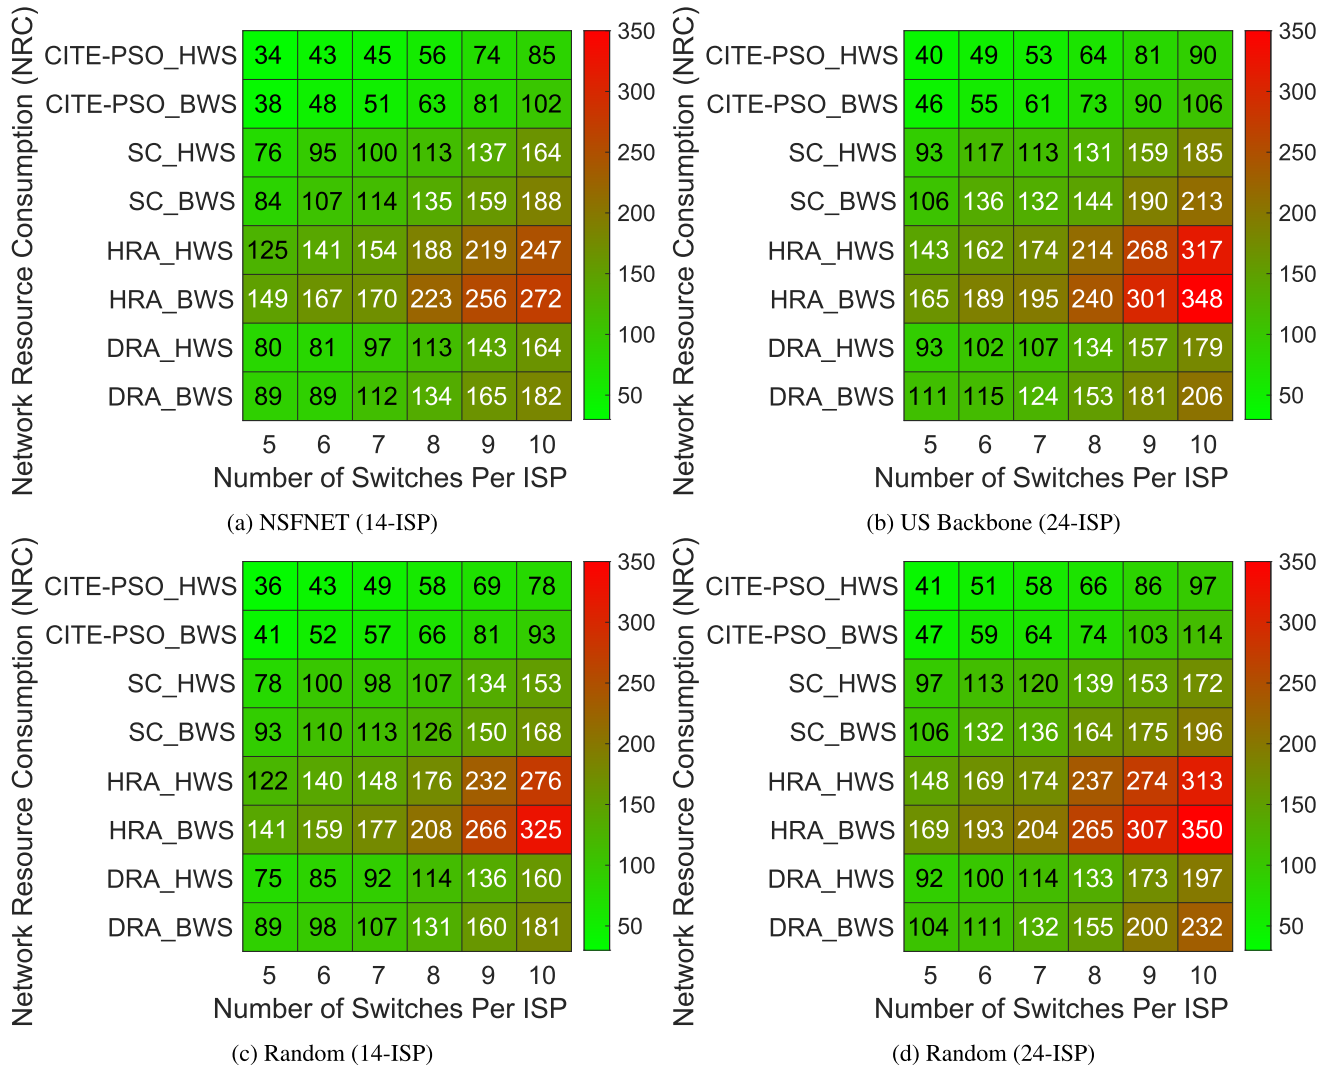 Network Resource Consumption (NRC)
CITE-PSO_HWS 34 43 45 56 74 85
CITE-PSO_BWS 38 48 51 63 81 102
SC_HWS 76 95 100 113 137 164
SC_BWS 84 107 114 135 159 188
HRA_HWS 125 141 154 188 219 247
HRA_BWS 149 167 170 223 256 272
DRA_HWS 80 81 97 113 143 164
DRA_BWS 89 89 112 134 165 182
5 6 7 8 9 10
Number of Switches Per ISP
350
300
250
200
150
100
50
(a) NSFNET (14-ISP)
Network Resource Consumption (NRC)
CITE-PSO_HWS 40 49 53 64 81 90
CITE-PSO_BWS 46 55 61 73 90 106
SC_HWS 93 117 113 131 159 185
SC_BWS 106 136 132 144 190 213
HRA_HWS 143 162 174 214 268 317
HRA_BWS 165 189 195 240 301 348
DRA_HWS 93 102 107 134 157 179
DRA_BWS 111 115 124 153 181 206
5 6 7 8 9 10
Number of Switches Per ISP
350
300
250
200
150
100
50
(b) US Backbone (24-ISP)
Network Resource Consumption (NRC)
CITE-PSO_HWS 36 43 49 58 69 78
CITE-PSO_BWS 41 52 57 66 81 93
SC_HWS 78 100 98 107 134 153
SC_BWS 93 110 113 126 150 168
HRA_HWS 122 140 148 176 232 276
HRA_BWS 141 159 177 208 266 325
DRA_HWS 75 85 92 114 136 160
DRA_BWS 89 98 107 131 160 181
5 6 7 8 9 10
Number of Switches Per ISP
350
300
250
200
150
100
50
(c) Random (14-ISP)
Network Resource Consumption (NRC)
CITE-PSO_HWS 41 51 58 66 86 97
CITE-PSO_BWS 47 59 64 74 103 114
SC_HWS 97 113 120 139 153 172
SC_BWS 106 132 136 164 175 196
HRA_HWS 148 169 174 237 274 313
HRA_BWS 169 193 204 265 307 350
DRA_HWS 92 100 114 133 173 197
DRA_BWS 104 111 132 155 200 232
5 6 7 8 9 10
Number of Switches Per ISP
350
300
250
200
150
100
50
(d) Random (24-ISP)